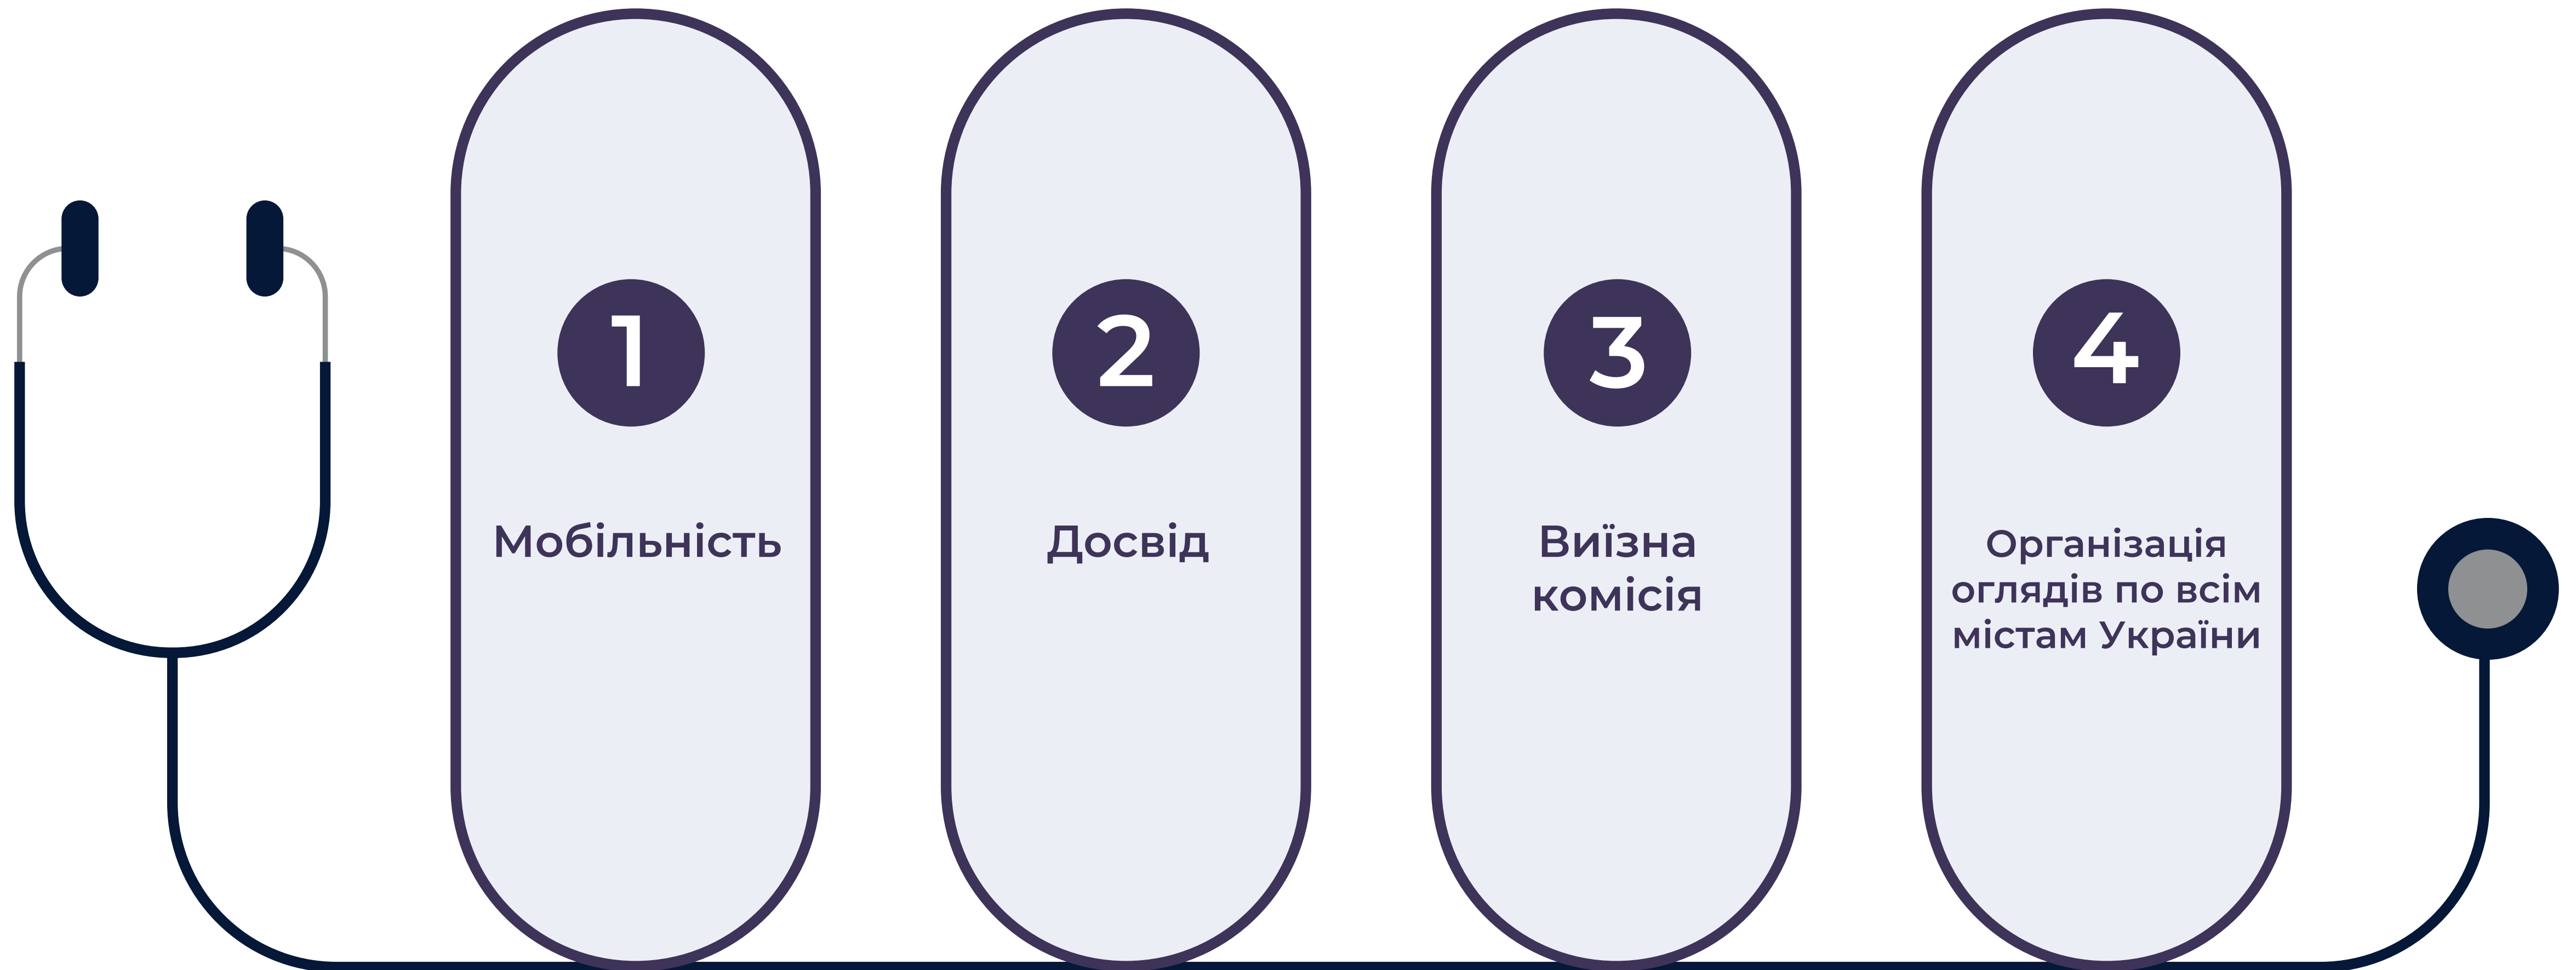 1
Мобільність
2
Досвід
3
Виїзна
комісія
4
Організація
оглядів по всім
містам України